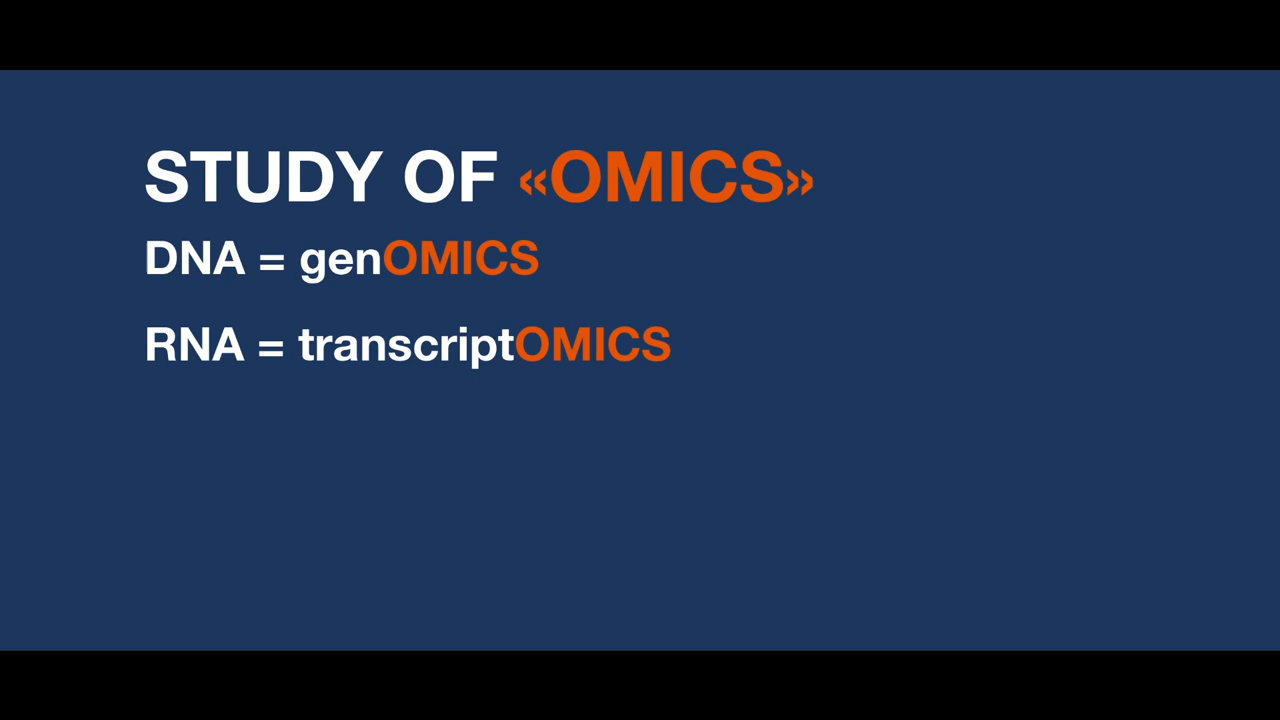 STUDY OF «OMICS»
DNA = genOMICS
RNA = transcriptOMICS